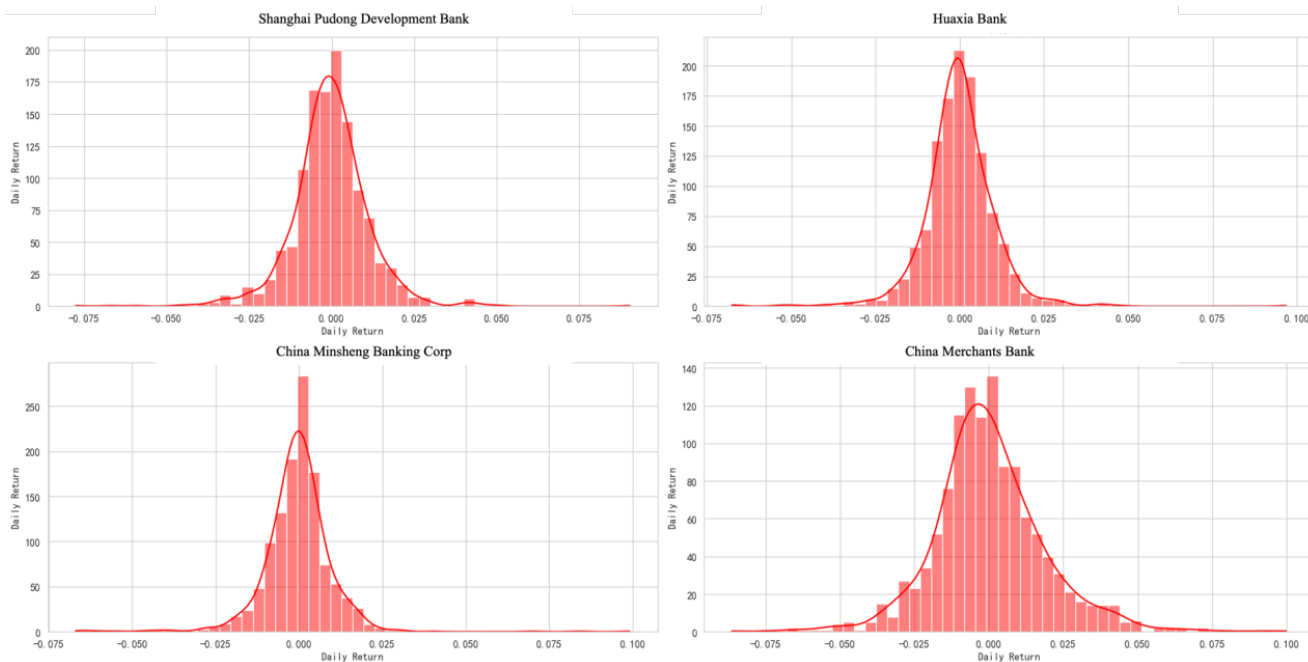 Shanghai Pudong Development Bank
200
175
150
125
100
75
50
25
0
Daily Return
−0.075 −0.050 −0.025 0.000 0.025 0.050 0.075
Daily Return
Huaxia Bank
200
175
150
125
100
75
50
25
0
Daily Return
−0.075 −0.050 −0.025 0.000 0.025 0.050 0.075 0.100
Daily Return
China Minsheng Banking Corp
250
200
150
100
50
0
Daily Return
−0.075 −0.050 −0.025 0.000 0.025 0.050 0.075 0.100
Daily Return
China Merchants Bank
140
120
100
80
60
40
20
0
Daily Return
−0.075 −0.050 −0.025 0.000 0.025 0.050 0.075 0.100
Daily Return